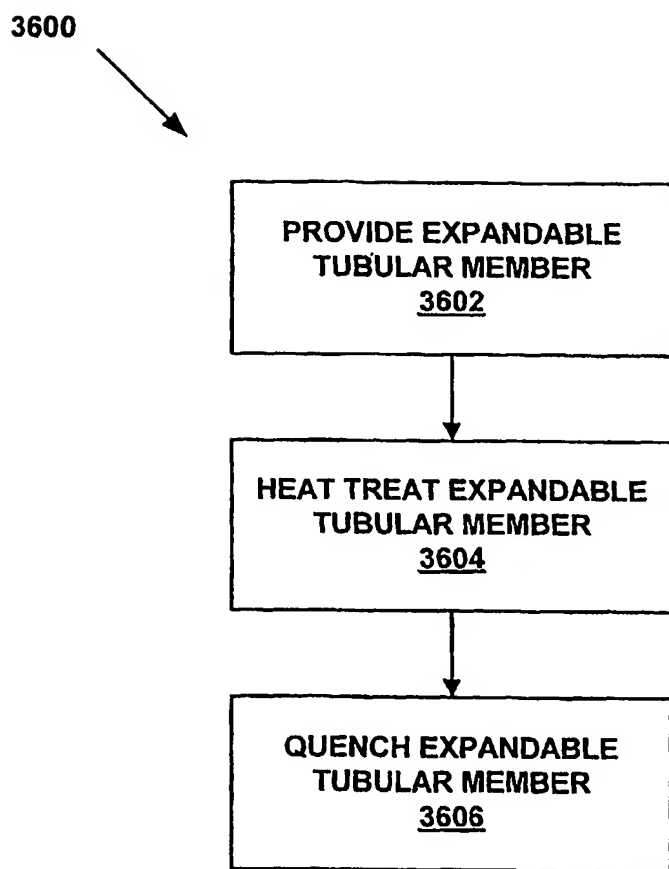 3600
PROVIDE EXPANDABLE
TUBULAR MEMBER
3602
HEAT TREAT EXPANDABLE
TUBULAR MEMBER
3604
QUENCH EXPANDABLE
TUBULAR MEMBER
3606